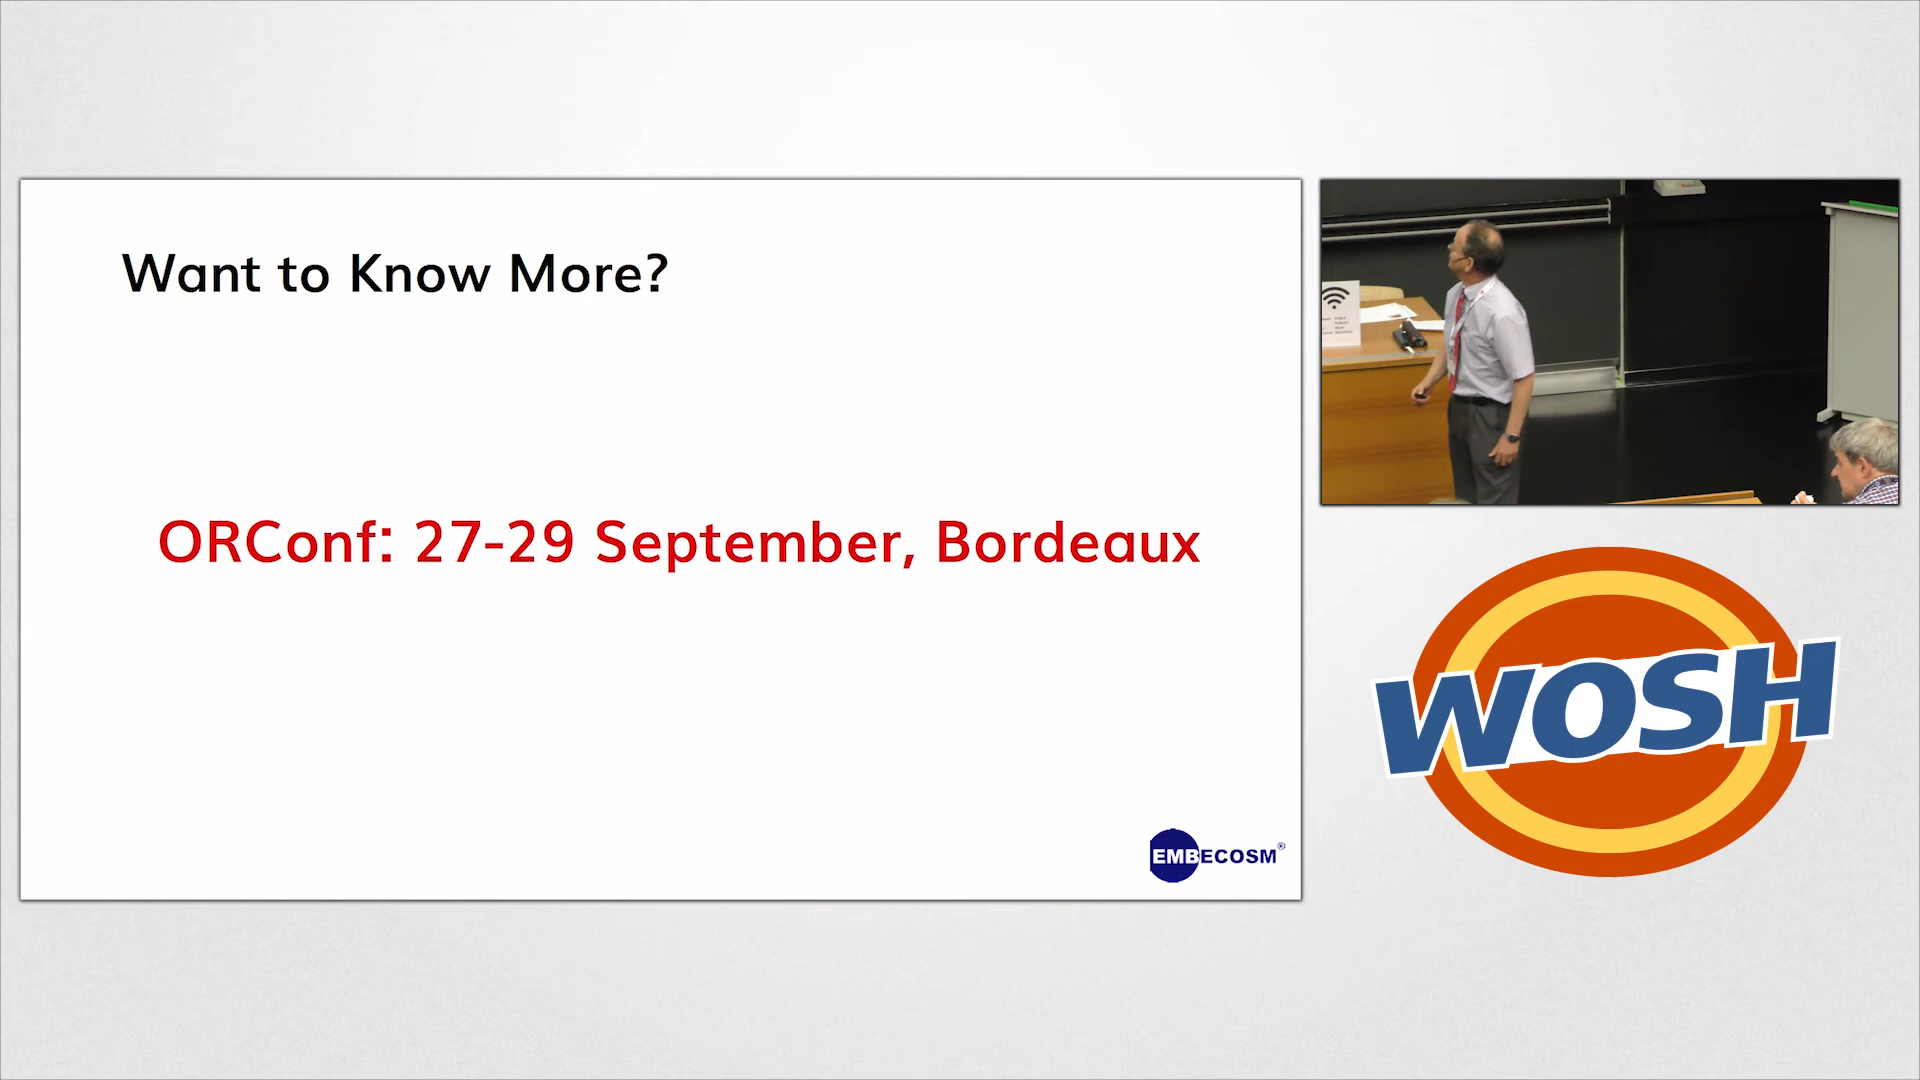 Want to Know More?
ORConf: 27-29 September, Bordeaux
EMBECOSM®
WOSH